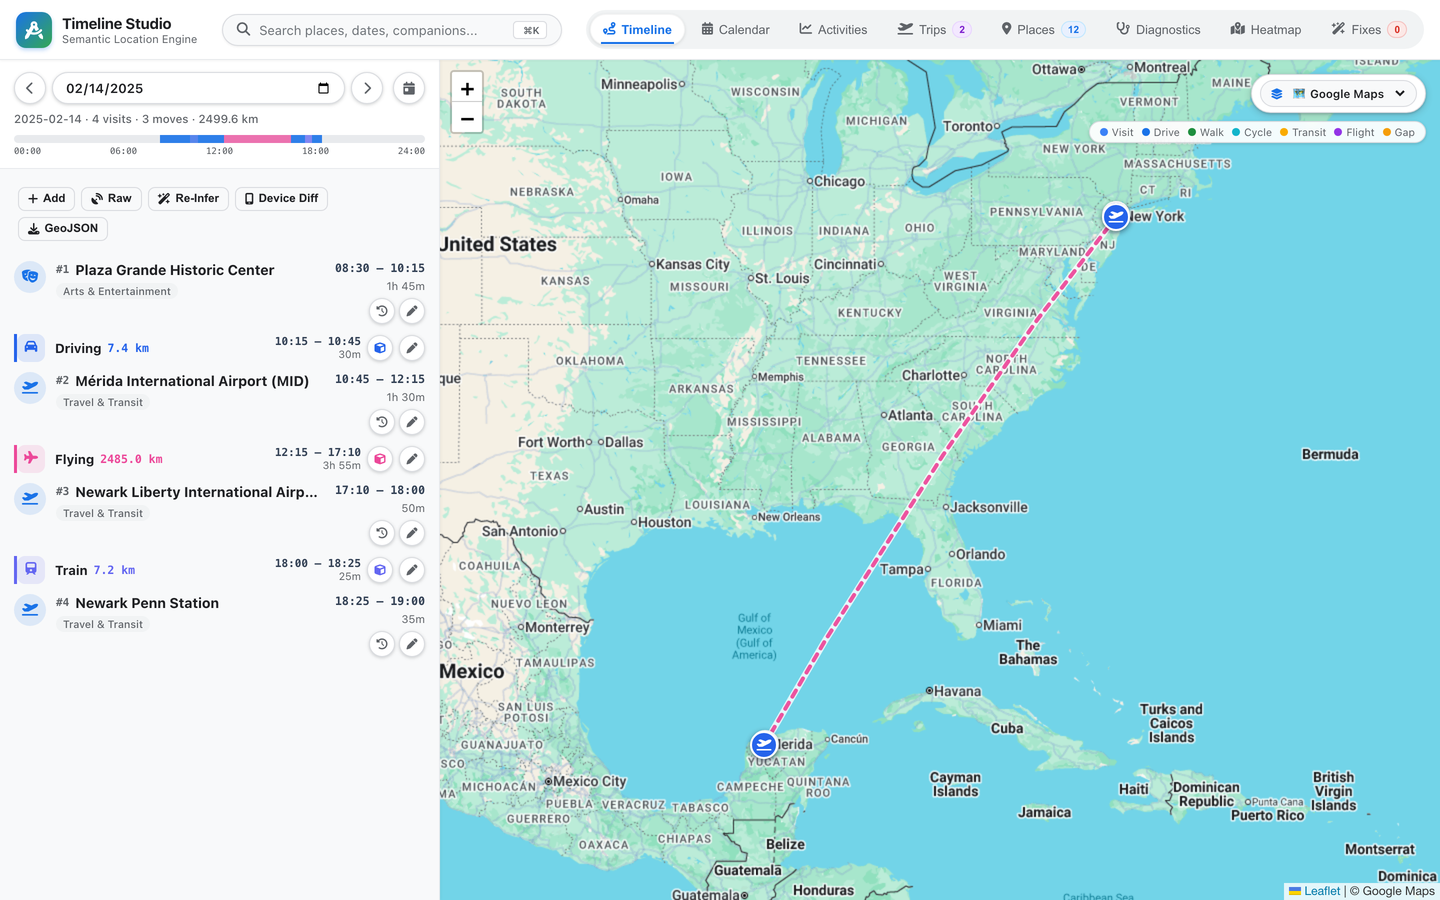 Timeline Studio
Semantic Location Engine
Search places, dates, companions...
⌘K
Timeline
Calendar
Activities
Trips 2
Places 12
Diagnostics
Heatmap
Fixes 0
02/14/2025
2025-02-14 · 4 visits · 3 moves · 2499.6 km
00:00 06:00 12:00 18:00 24:00
+ Add
Raw
Re-Infer
Device Diff
GeoJSON
#1 Plaza Grande Historic Center 08:30 – 10:15
Arts & Entertainment 1h 45m
Driving 7.4 km 10:15 – 10:45
30m
#2 Mérida International Airport (MID) 10:45 – 12:15
Travel & Transit 1h 30m
Flying 2485.0 km 12:15 – 17:10
3h 55m
#3 Newark Liberty International Airp... 17:10 – 18:00
Travel & Transit 50m
Train 7.2 km 18:00 – 18:25
25m
#4 Newark Penn Station 18:25 – 19:00
Travel & Transit 35m
+
−
Google Maps
Visit Drive Walk Cycle Transit Flight Gap
Ottawa
Montreal
MAINE
ISLAND
Minneapolis
SOUTH
DAKOTA
WISCONSIN
VERMONT
MICHIGAN
Toronto
NEW YORK
MASSACHUSETTS
CT
RI
IOWA
Chicago
NEBRASKA
Omaha
PENNSYLVANIA
New York
NJ
ILLINOIS
INDIANA
OHIO
United States
MARYLAND
DE
Kansas City
St. Louis
Cincinnati
KANSAS
MISSOURI
WEST
VIRGINIA
KENTUCKY
VIRGINIA
OKLAHOMA
TENNESSEE
NORTH
CAROLINA
que
Memphis
Charlotte
ARKANSAS
Atlanta
SOUTH
CAROLINA
MISSISSIPPI
ALABAMA
GEORGIA
Fort Worth
Dallas
Bermuda
TEXAS
LOUISIANA
Austin
Jacksonville
Houston
New Orleans
San Antonio
Orlando
COAHUILA
Tampa
FLORIDA
NUEVO LEON
Monterrey
Gulf of
Mexico
(Gulf of
America)
Miami
The
Bahamas
TAMAULIPAS
Mexico
Havana
SAN LUIS
POTOSI
Cuba
Turks and
Caicos
Islands
GUANAJUATO
Merida
Cancún
YUCATAN
SCO
Mexico City
MICHOACÁN
CAMPECHE
QUINTANA
ROO
Cayman
Islands
Haiti
Dominican
Republic
Punta Cana
Puerto Rico
British
Virgin
Islands
PUEBLA
VERACRUZ
TABASCO
GUERRERO
Jamaica
CHIAPAS
OAXACA
Belize
Montserrat
Guatemala
Guatemala
Honduras
Dominica
Caribbean Sea
Leaflet | © Google Maps